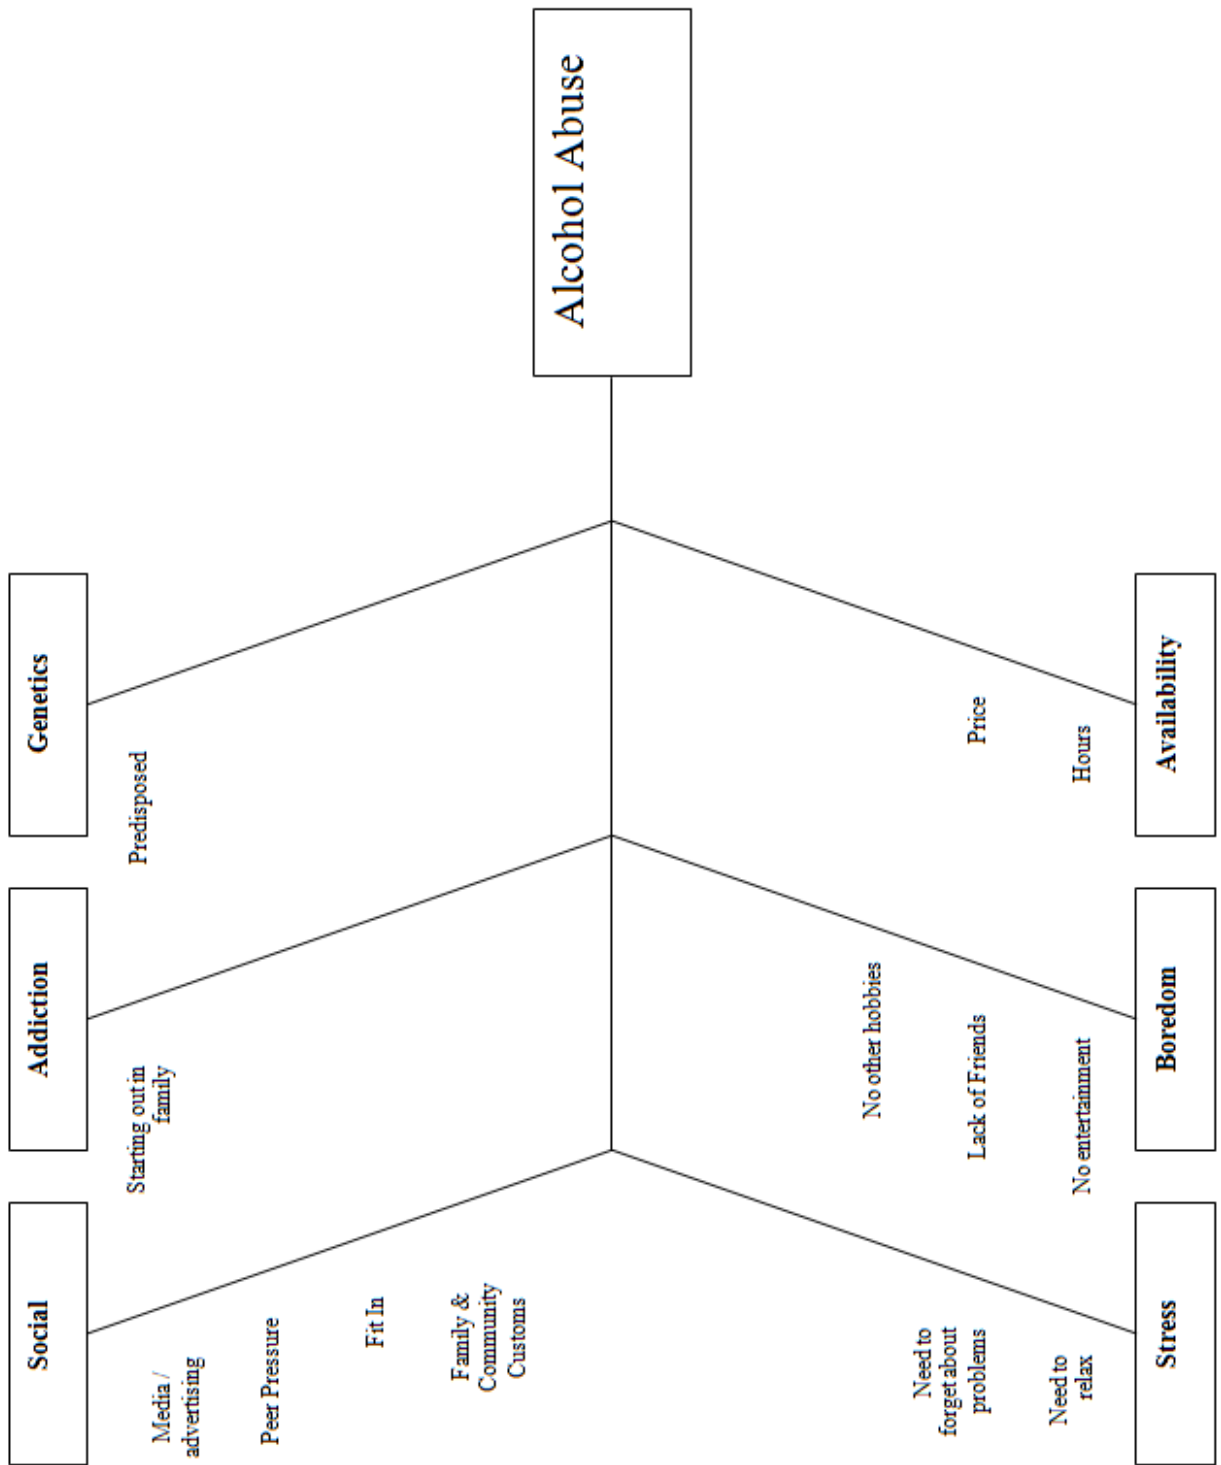 Social
Media /
advertising
Peer Pressure
Fit In
Family &
Community
Customs
Addiction
Starting out in
family
Genetics
Predisposed
Alcohol Abuse
Stress
Need to
forget about
problems
Need to
relax
Boredom
No other hobbies
Lack of Friends
No entertainment
Availability
Price
Hours